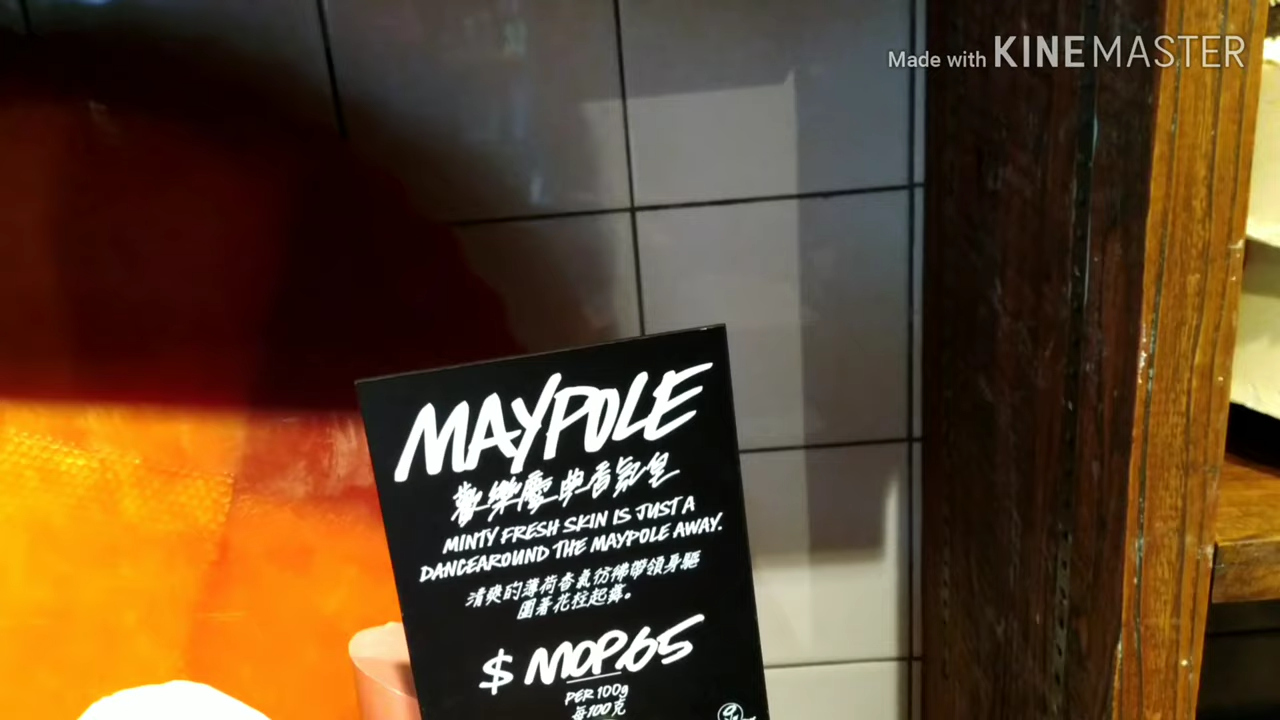 Made with KINEMASTER
MAYPOLE
歡樂慶典香氛皂
MINTY FRESH SKIN IS JUST A
DANCEAROUND THE MAYPOLE AWAY.
清爽的薄荷香氣彷彿帶領身軀
圍著花柱起舞。
$ MOP.65
PER 100g
每100克